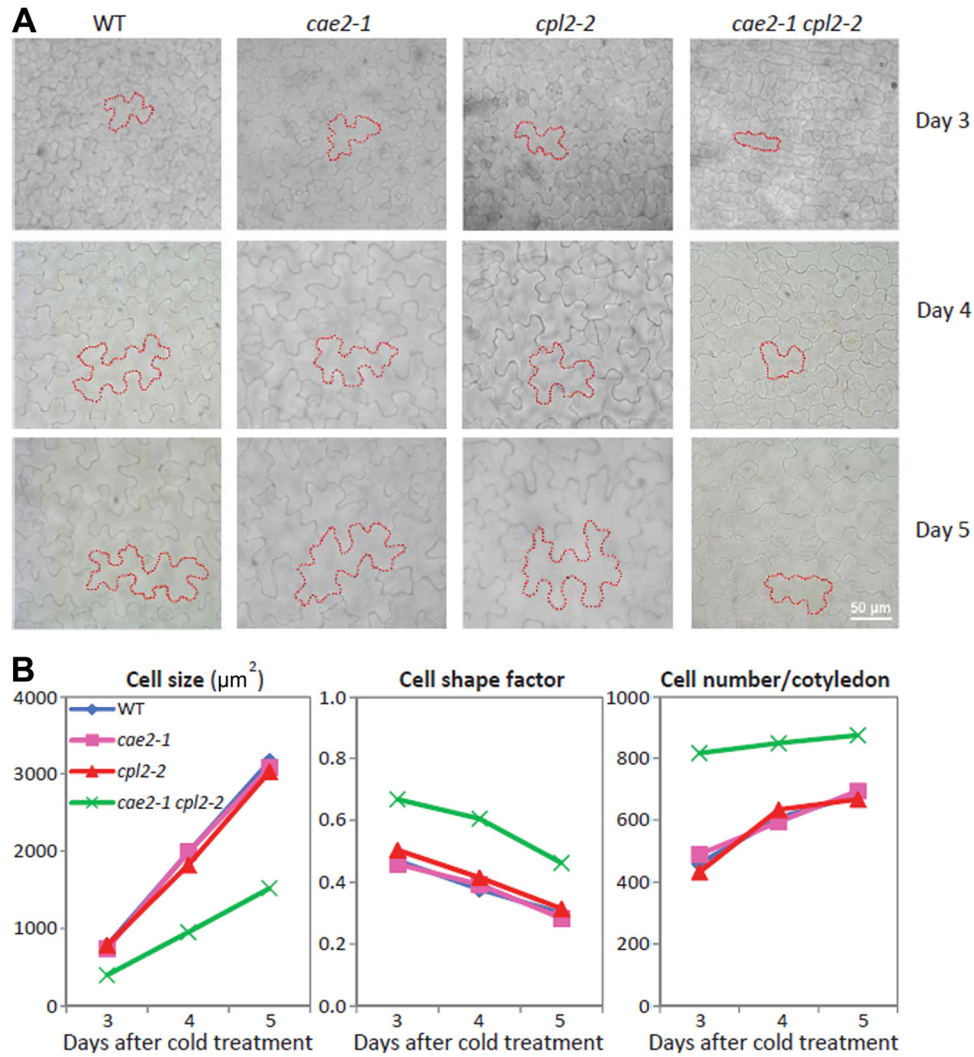 A
WT cae2-1 cpl2-2 cae2-1 cpl2-2
Day 3
Day 4
Day 5
50 µm
B
Cell size (µm²)
4000
3000
2000
1000
0
WT
cae2-1
cpl2-2
cae2-1 cpl2-2
3 4 5
Days after cold treatment
Cell shape factor
1.0
0.8
0.6
0.4
0.2
0.0
3 4 5
Days after cold treatment
Cell number/cotyledon
1000
800
600
400
200
0
3 4 5
Days after cold treatment